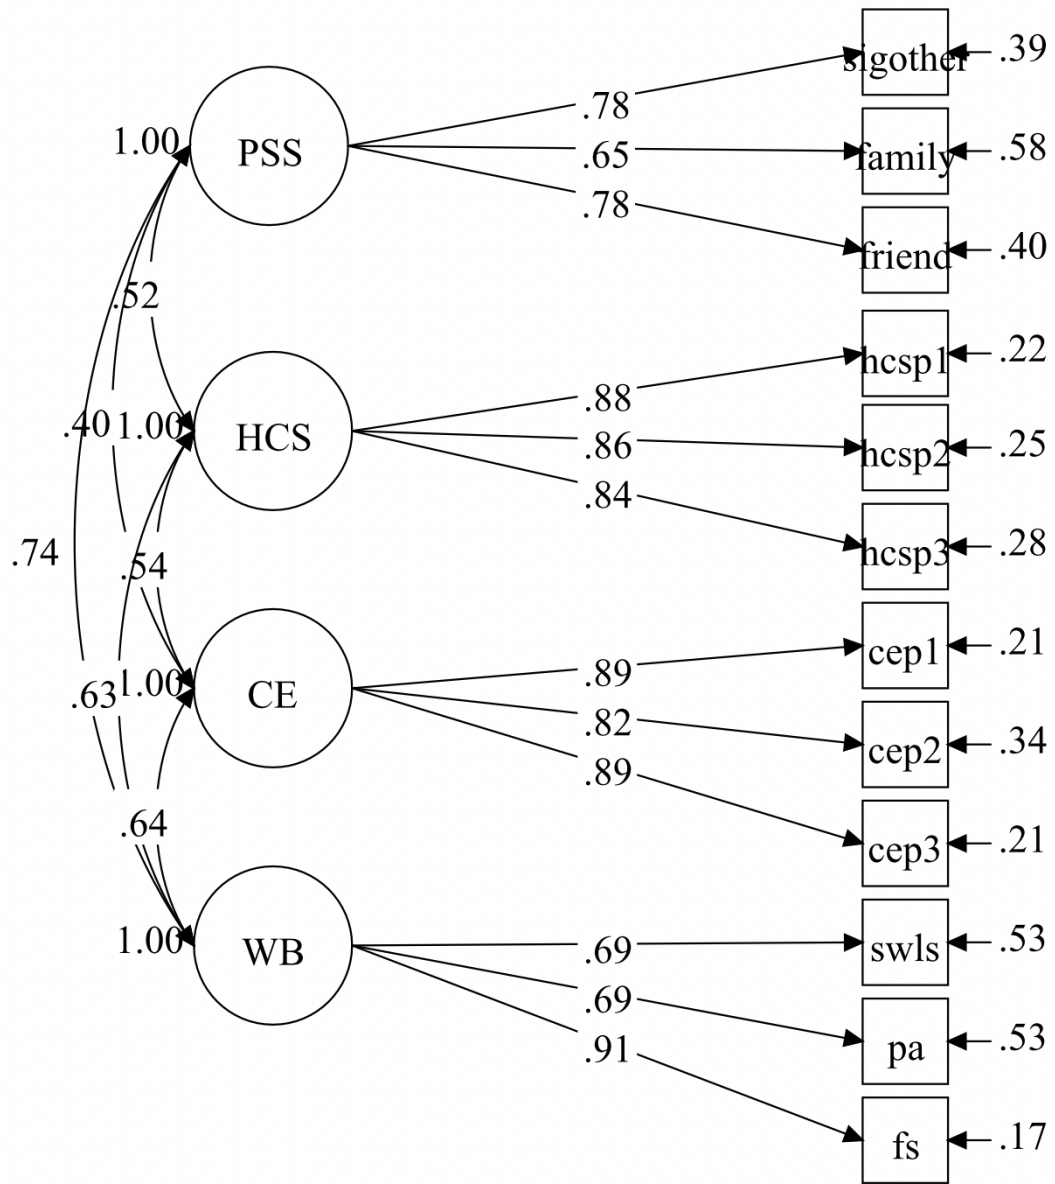 sigother .39
1.00 PSS .78
.65 family .58
.78
friend .40
.52
hcsp1 .22
.88
.40 1.00 HCS .86 hcsp2 .25
.84
.74 .54 hcsp3 .28
cep1 .21
.63 1.00 CE .89
.82 cep2 .34
.89
.64 cep3 .21
1.00 WB .69 swls .53
.69
.91 pa .53
fs .17